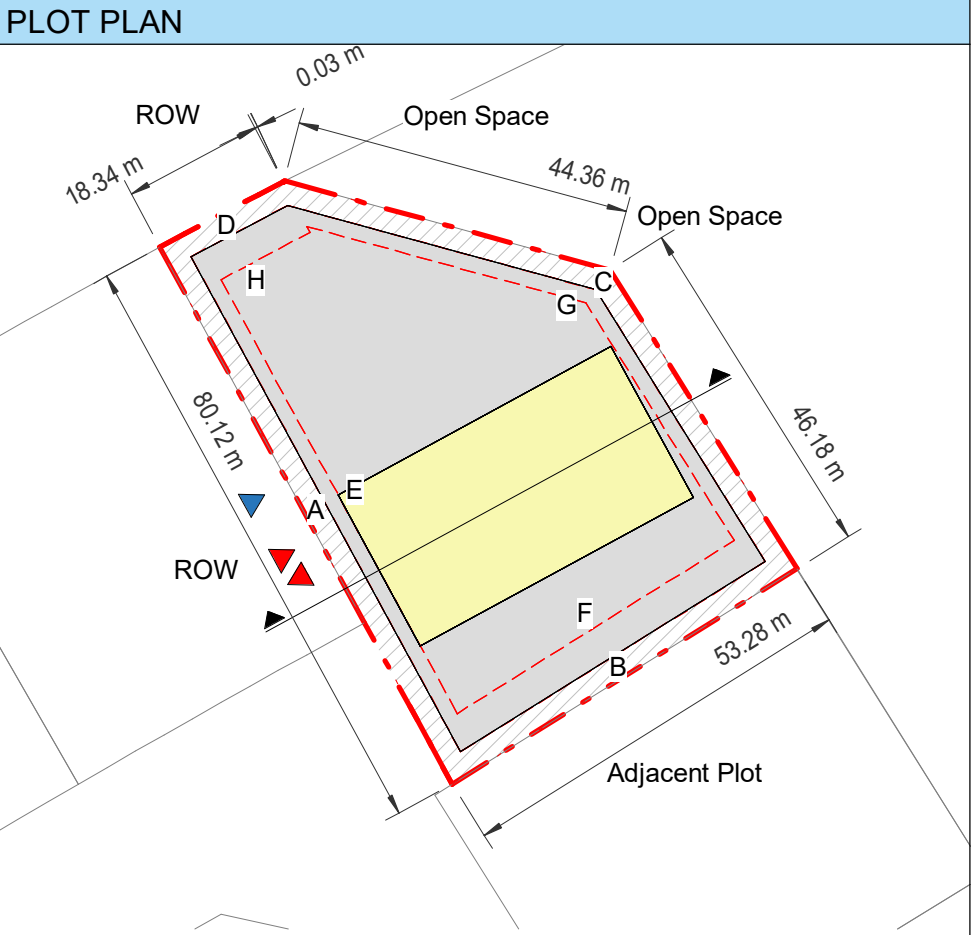 PLOT PLAN
0.03 m
ROW
Open Space
18.34 m
44.36 m
Open Space
D
H
C
G
80.12 m
46.18 m
E
A
ROW
F
53.28 m
B
Adjacent Plot